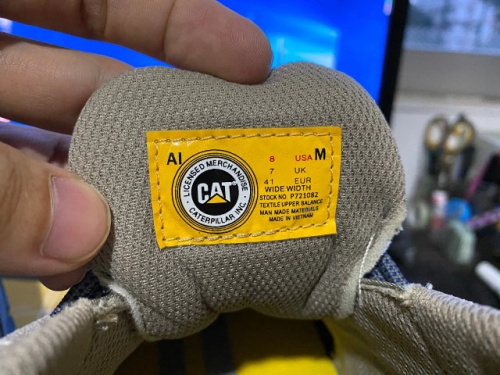 AI
LICENSED MERCHANDISE
CAT
CATERPILLAR, INC.
8 USA M
7 UK
41 EUR
WIDE WIDTH
STOCK NO. P721082
TEXTILE UPPER BALANCE
MAN MADE MATERIALS
MADE IN VIETNAM